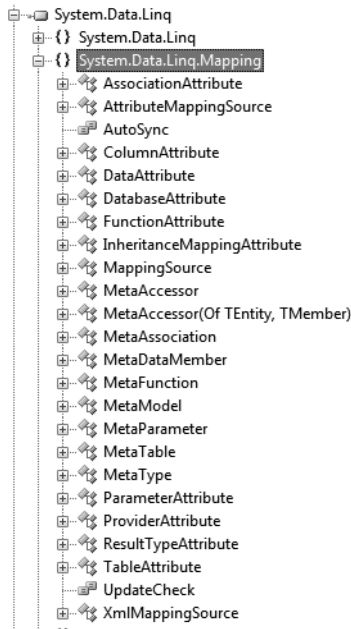 System.Data.Linq
{} System.Data.Linq
{} System.Data.Linq.Mapping
AssociationAttribute
AttributeMappingSource
AutoSync
ColumnAttribute
DataAttribute
DatabaseAttribute
FunctionAttribute
InheritanceMappingAttribute
MappingSource
MetaAccessor
MetaAccessor(Of TEntity, TMember)
MetaAssociation
MetaDataMember
MetaFunction
MetaModel
MetaParameter
MetaTable
MetaType
ParameterAttribute
ProviderAttribute
ResultTypeAttribute
TableAttribute
UpdateCheck
XmlMappingSource